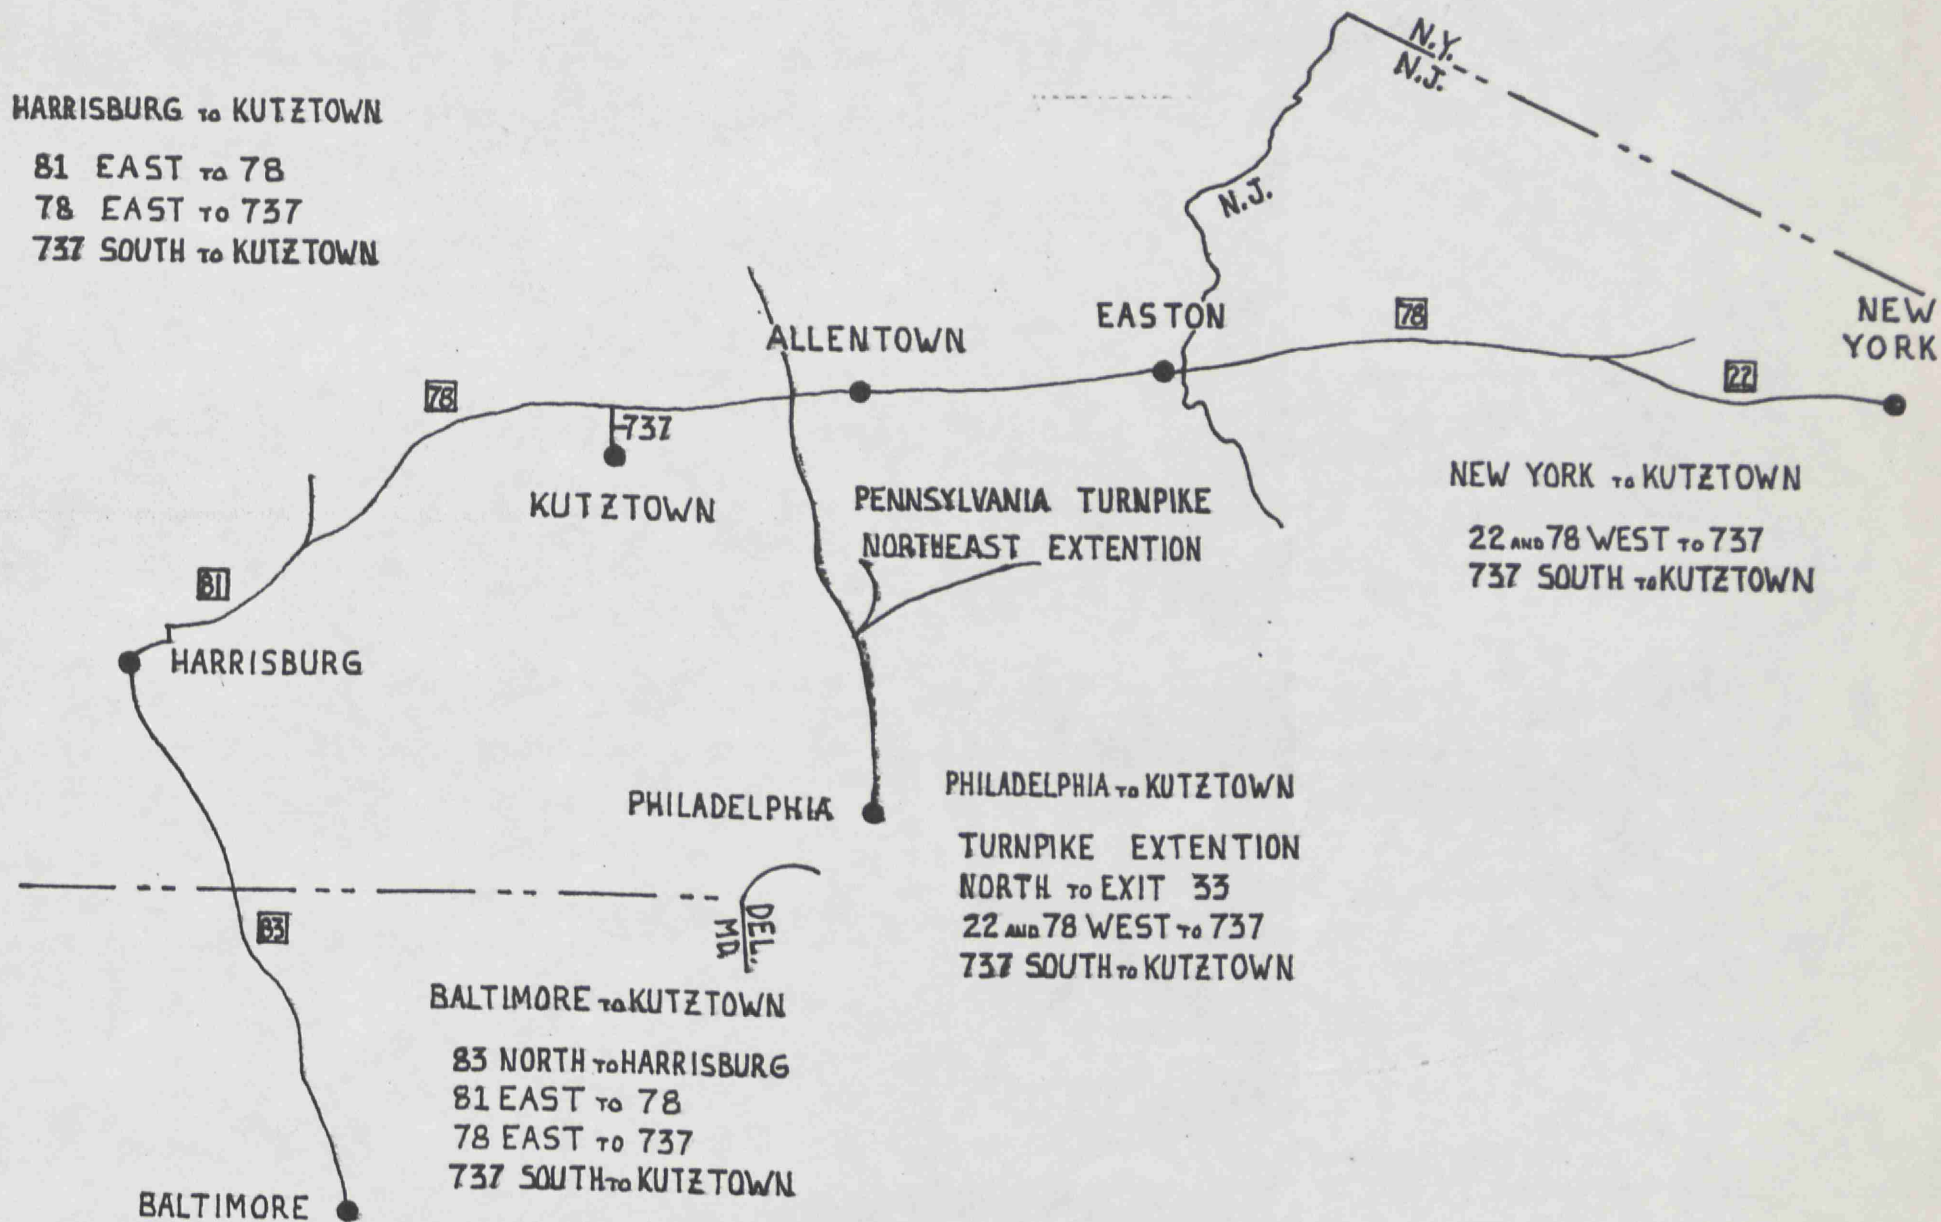 N.Y.
N.J.
HARRISBURG TO KUTZTOWN
81 EAST TO 78
78 EAST TO 737
737 SOUTH TO KUTZTOWN
N.J.
EASTON
78
NEW
YORK
ALLENTOWN
22
78
737
KUTZTOWN
PENNSYLVANIA TURNPIKE
NORTHEAST EXTENTION
NEW YORK TO KUTZTOWN
22 AND 78 WEST TO 737
737 SOUTH TO KUTZTOWN
81
HARRISBURG
PHILADELPHIA
PHILADELPHIA TO KUTZTOWN
TURNPIKE EXTENTION
NORTH TO EXIT 33
22 AND 78 WEST TO 737
737 SOUTH TO KUTZTOWN
83
DEL.
MD
BALTIMORE TO KUTZTOWN
83 NORTH TO HARRISBURG
81 EAST TO 78
78 EAST TO 737
737 SOUTH TO KUTZTOWN
BALTIMORE